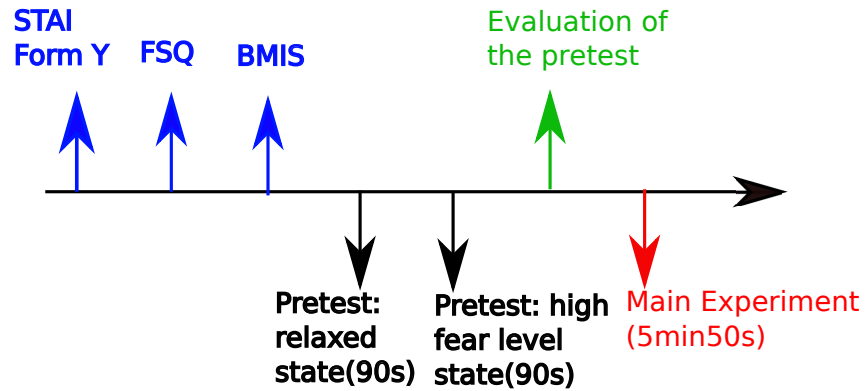 STAI
Form Y
FSQ
BMIS
Evaluation of
the pretest
Pretest:
relaxed
state(90s)
Pretest: high
fear level
state(90s)
Main Experiment
(5min50s)